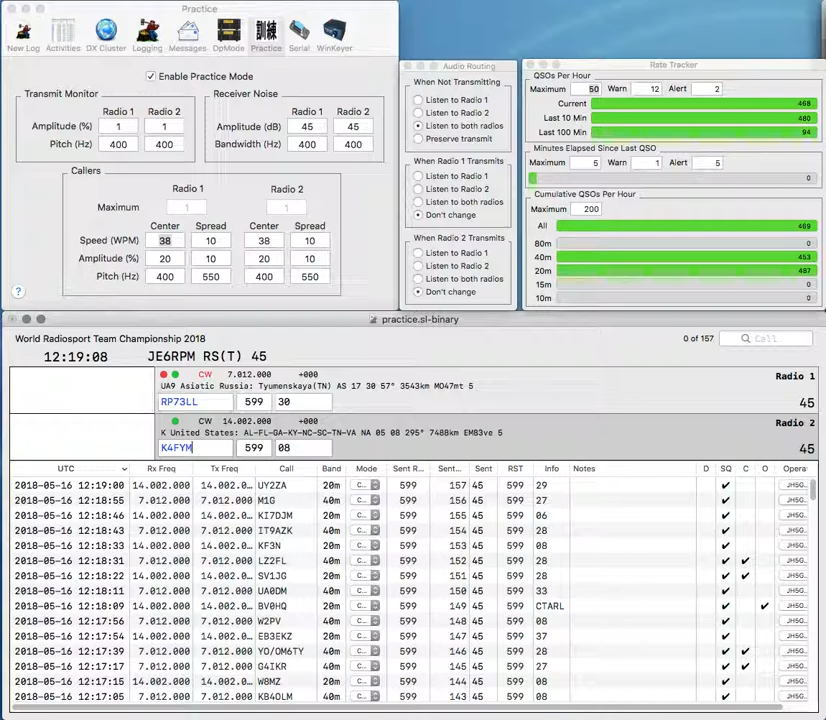 Practice
New Log Activities DX Cluster Logging Messages OpMode Practice Serial WinKeyer
訓練
Enable Practice Mode
Transmit Monitor
Receiver Noise
Radio 1 Radio 2 Radio 1 Radio 2
Amplitude (%) 1 1 Amplitude (dB) 45 45
Pitch (Hz) 400 400 Bandwidth (Hz) 400 400
Callers
Radio 1 Radio 2
Maximum 1 1
Center Spread Center Spread
Speed (WPM) 38 10 38 10
Amplitude (%) 20 10 20 10
Pitch (Hz) 400 550 400 550
?
Audio Routing
When Not Transmitting
Listen to Radio 1
Listen to Radio 2
Listen to both radios
Preserve transmit
When Radio 1 Transmits
Listen to Radio 1
Listen to Radio 2
Listen to both radios
Don't change
When Radio 2 Transmits
Listen to Radio 1
Listen to Radio 2
Listen to both radios
Don't change
Rate Tracker
QSOs Per Hour
Maximum 50 Warn 12 Alert 2
Current 468
Last 10 Min 480
Last 100 Min 94
Minutes Elapsed Since Last QSO
Maximum 5 Warn 1 Alert 5
0
Cumulative QSOs Per Hour
Maximum 200
All 469
80m 0
40m 453
20m 487
15m 0
10m 0
practice.sl-binary
World Radiosport Team Championship 2018 0 of 157 Call
12:19:08 JE6RPM RS(T) 45
CW 7.012.000 +000 Radio 1
UA9 Asiatic Russia: Tyumenskaya(TN) AS 17 30 57° 3543km MO47mt 5
RP73LL 599 30 45
CW 14.002.000 +000 Radio 2
K United States: AL-FL-GA-KY-NC-SC-TN-VA NA 05 08 295° 7488km EM83ve 5
K4FYM 599 08 45
UTC Rx Freq Tx Freq Call Band Mode Sent R... Sent... Sent RST Info Notes D SQ C O Opera
2018-05-16 12:19:00 14.002.000 14.002.0... UY2ZA 20m C... 599 157 45 599 29 ✔ JH5G..
2018-05-16 12:18:55 7.012.000 7.012.000 M1G 40m C... 599 156 45 599 27 ✔ JH5G..
2018-05-16 12:18:46 14.002.000 14.002.0... KI7DJM 20m C... 599 155 45 599 06 ✔ JH5G..
2018-05-16 12:18:43 7.012.000 7.012.000 IT9AZK 40m C... 599 154 45 599 28 ✔ JH5G..
2018-05-16 12:18:33 14.002.000 14.002.0... KF3N 20m C... 599 153 45 599 08 ✔ JH5G..
2018-05-16 12:18:31 7.012.000 7.012.000 LZ2FL 40m C... 599 152 45 599 28 ✔ ✔ JH5G..
2018-05-16 12:18:22 14.002.000 14.002.0... SV1JG 20m C... 599 151 45 599 28 ✔ ✔ JH5G..
2018-05-16 12:18:11 7.012.000 7.012.000 UA0DM 40m C... 599 150 45 599 33 ✔ JH5G..
2018-05-16 12:18:09 14.002.000 14.002.0... BV0HQ 20m C... 599 149 45 599 CTARL ✔ ✔ JH5G..
2018-05-16 12:17:56 7.012.000 7.012.000 W2PV 40m C... 599 148 45 599 08 ✔ JH5G..
2018-05-16 12:17:54 14.002.000 14.002.0... EB3EKZ 20m C... 599 147 45 599 37 ✔ JH5G..
2018-05-16 12:17:39 7.012.000 7.012.000 YO/OM6TY 40m C... 599 146 45 599 28 ✔ ✔ JH5G..
2018-05-16 12:17:17 7.012.000 7.012.000 G4IKR 40m C... 599 145 45 599 27 ✔ ✔ JH5G..
2018-05-16 12:17:15 14.002.000 14.002.0... W8MZ 20m C... 599 144 45 599 08 ✔ JH5G..
2018-05-16 12:17:05 7.012.000 7.012.000 KB4OLM 40m C... 599 143 45 599 08 ✔ JH5G..